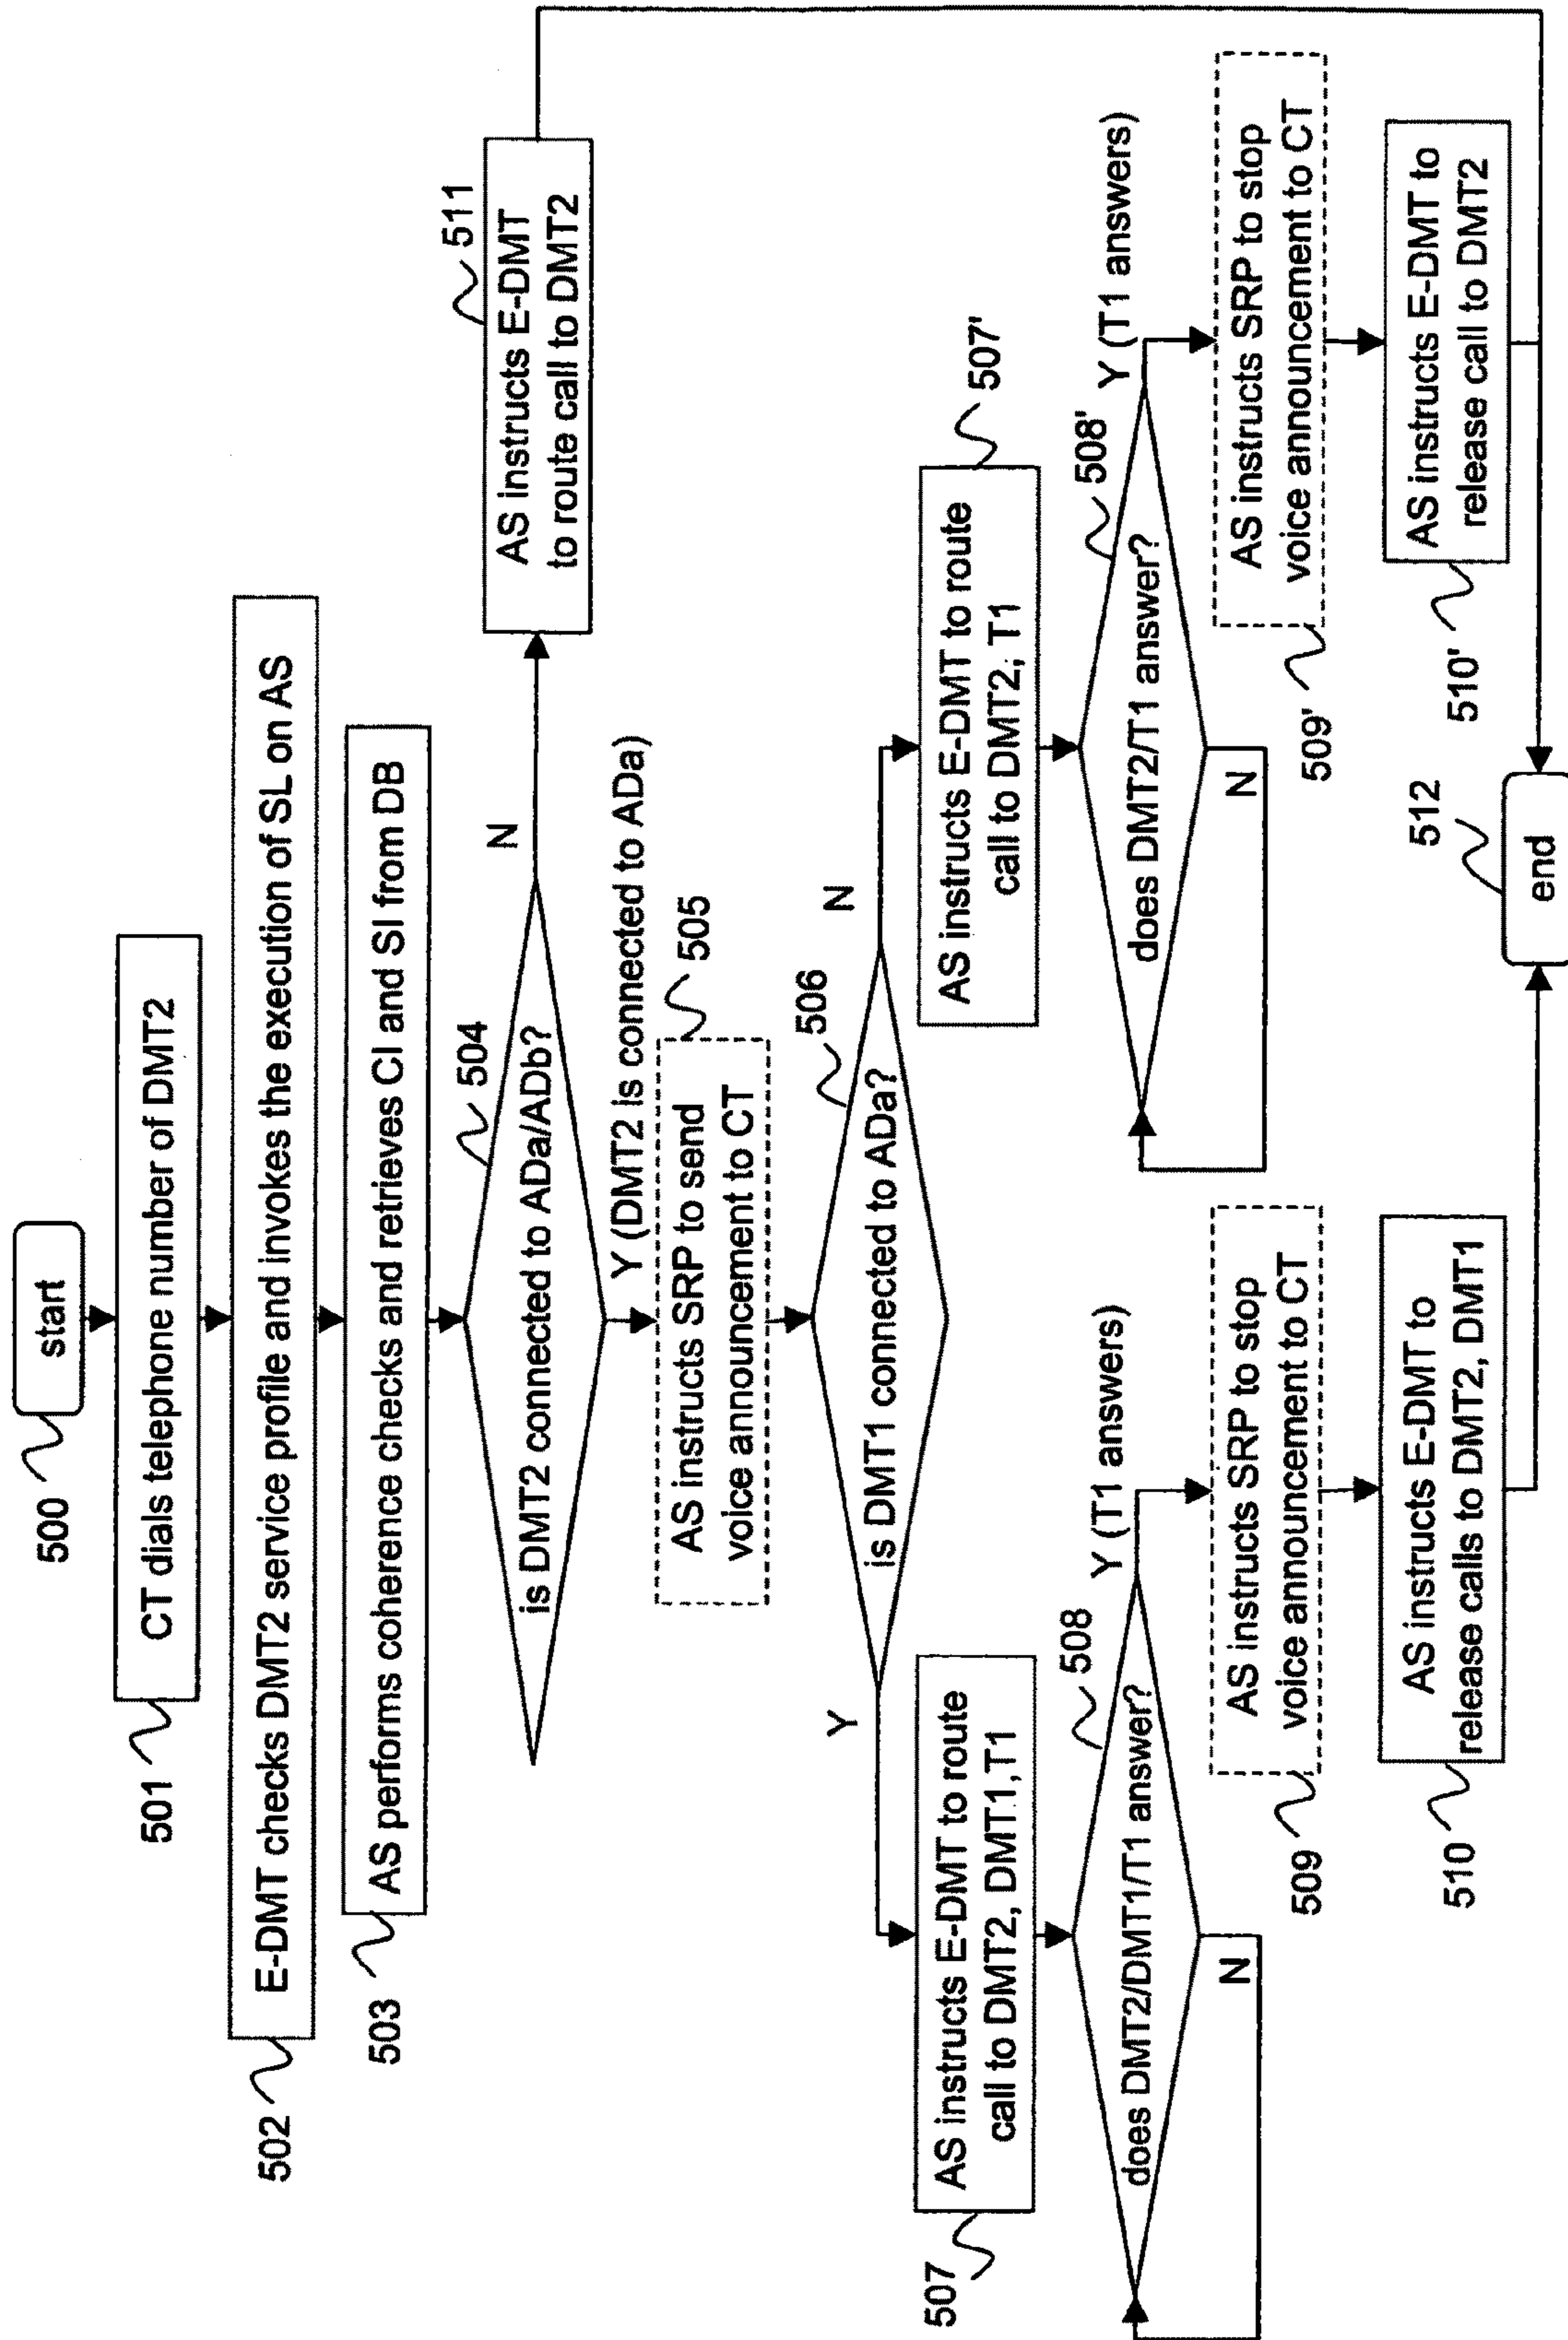 start
500
CT dials telephone number of DMT2
501
E-DMT checks DMT2 service profile and invokes the execution of SL on AS
502
AS performs coherence checks and retrieves CI and SI from DB
503
is DMT2 connected to ADa/ADb?
504
N
AS instructs E-DMT
to route call to DMT2
511
Y (DMT2 is connected to ADa)
AS instructs SRP to send
voice announcement to CT
505
is DMT1 connected to ADa?
506
Y
N
AS instructs E-DMT to route
call to DMT2, DMT1,T1
507
AS instructs E-DMT to route
call to DMT2, T1
507'
does DMT2/DMT1/T1 answer?
508
N
Y (T1 answers)
does DMT2/T1 answer?
508'
N
Y (T1 answers)
AS instructs SRP to stop
voice announcement to CT
509
AS instructs SRP to stop
voice announcement to CT
509'
AS instructs E-DMT to
release calls to DMT2, DMT1
510
AS instructs E-DMT to
release call to DMT2
510'
512
end